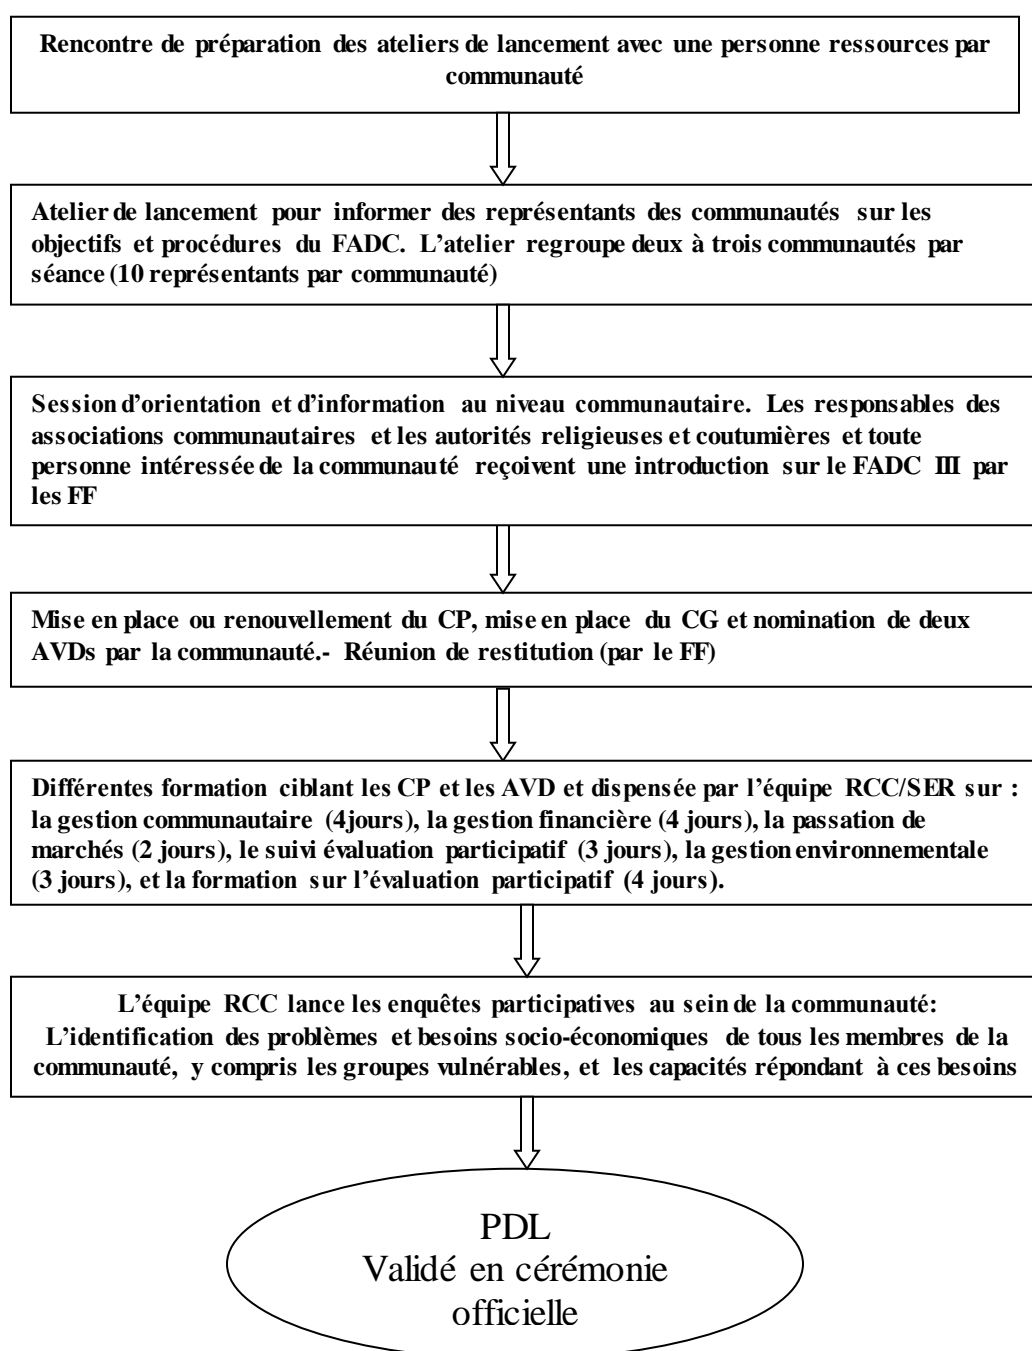 Rencontre de préparation des ateliers de lancement avec une personne ressources par
communauté
Atelier de lancement pour informer des représentants des communautés sur les
objectifs et procédures du FADC. L’atelier regroupe deux à trois communautés par
séance (10 représentants par communauté)
Session d’orientation et d’information au niveau communautaire. Les responsables des
associations communautaires et les autorités religieuses et coutumières et toute
personne intéressée de la communauté reçoivent une introduction sur le FADC III par
les FF
Mise en place ou renouvellement du CP, mise en place du CG et nomination de deux
AVDs par la communauté.- Réunion de restitution (par le FF)
Différentes formation ciblant les CP et les AVD et dispensée par l’équipe RCC/SER sur :
la gestion communautaire (4jours), la gestion financière (4 jours), la passation de
marchés (2 jours), le suivi évaluation participatif (3 jours), la gestion environnementale
(3 jours), et la formation sur l’évaluation participatif (4 jours).
L’équipe RCC lance les enquêtes participatives au sein de la communauté:
L’identification des problèmes et besoins socio-économiques de tous les membres de la
communauté, y compris les groupes vulnérables, et les capacités répondant à ces besoins
PDL
Validé en cérémonie
officielle